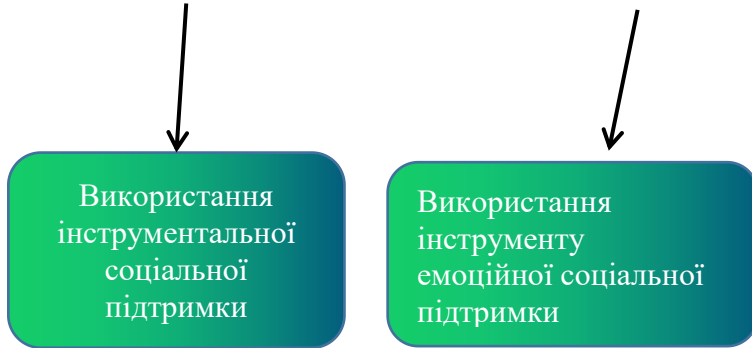 Використання
інструментальної
соціальної
підтримки
Використання
інструменту
емоційної соціальної
підтримки